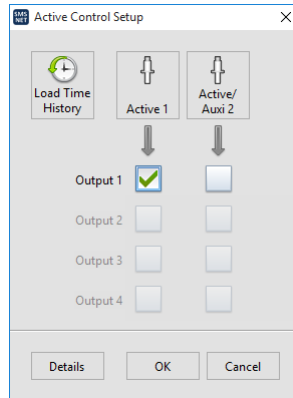 SMS
NET
Active Control Setup
Load Time
History
Active 1
Active/
Auxi 2
Output 1
Output 2
Output 3
Output 4
Details
OK
Cancel